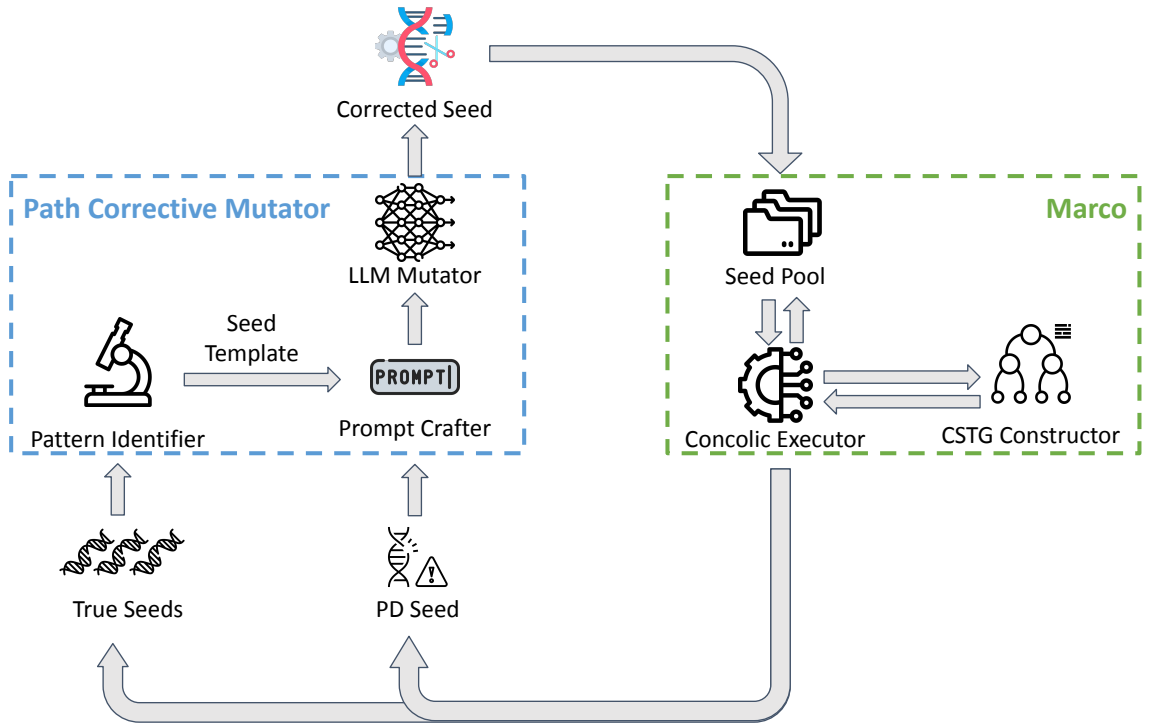 Corrected Seed
Path Corrective Mutator
Marco
LLM Mutator
Seed Pool
Seed
Template
PROMPT
Pattern Identifier
Prompt Crafter
Concolic Executor
CSTG Constructor
True Seeds
PD Seed